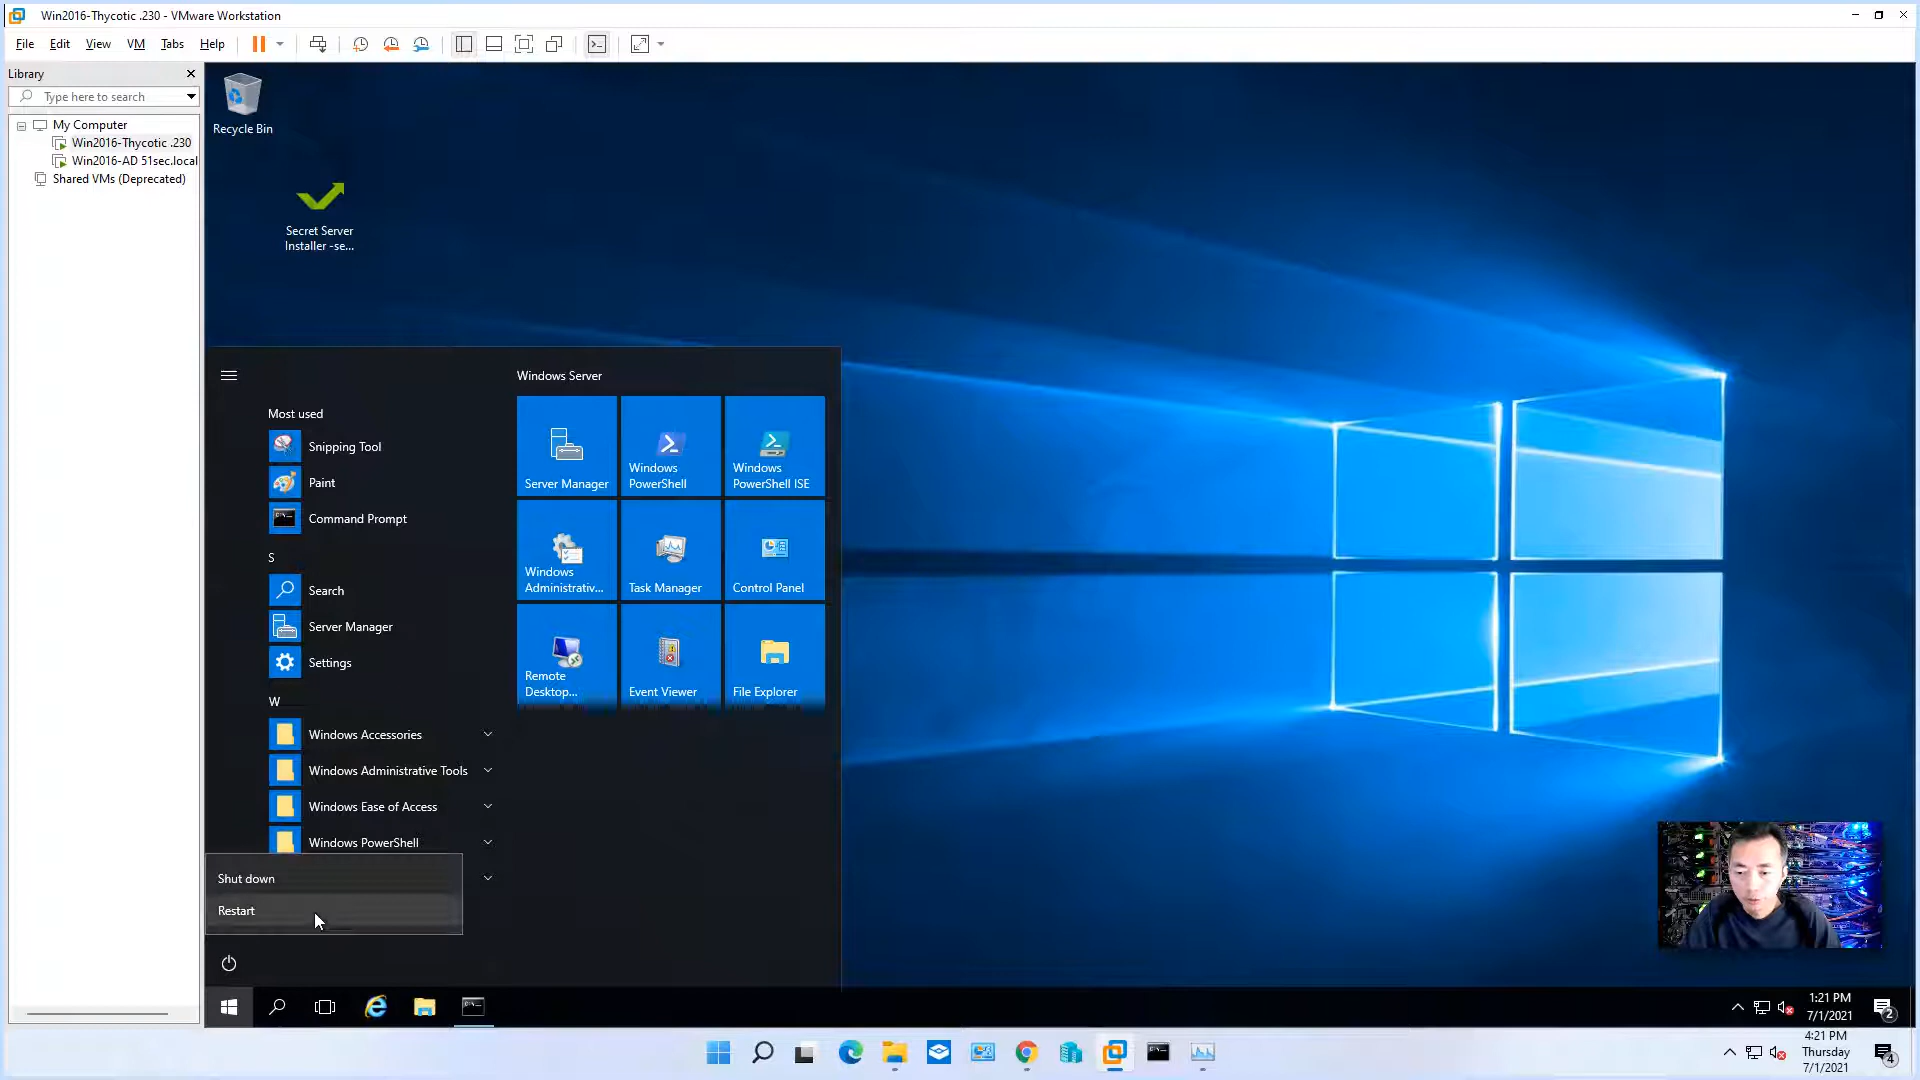 Win2016-Thycotic .230 - VMware Workstation
File Edit View VM Tabs Help
Library
Type here to search
My Computer
Win2016-Thycotic .230
Win2016-AD 51sec.local
Shared VMs (Deprecated)
Recycle Bin
Secret Server
Installer -se...
Windows Server
Most used
Snipping Tool
Paint
Command Prompt
S
Search
Server Manager
Settings
W
Windows Accessories
Windows Administrative Tools
Windows Ease of Access
Windows PowerShell
Shut down
Restart
Server Manager
Windows
PowerShell
Windows
PowerShell ISE
Windows
Administrativ...
Task Manager
Control Panel
Remote
Desktop...
Event Viewer
File Explorer
1:21 PM
7/1/2021
2
4:21 PM
Thursday
7/1/2021
4